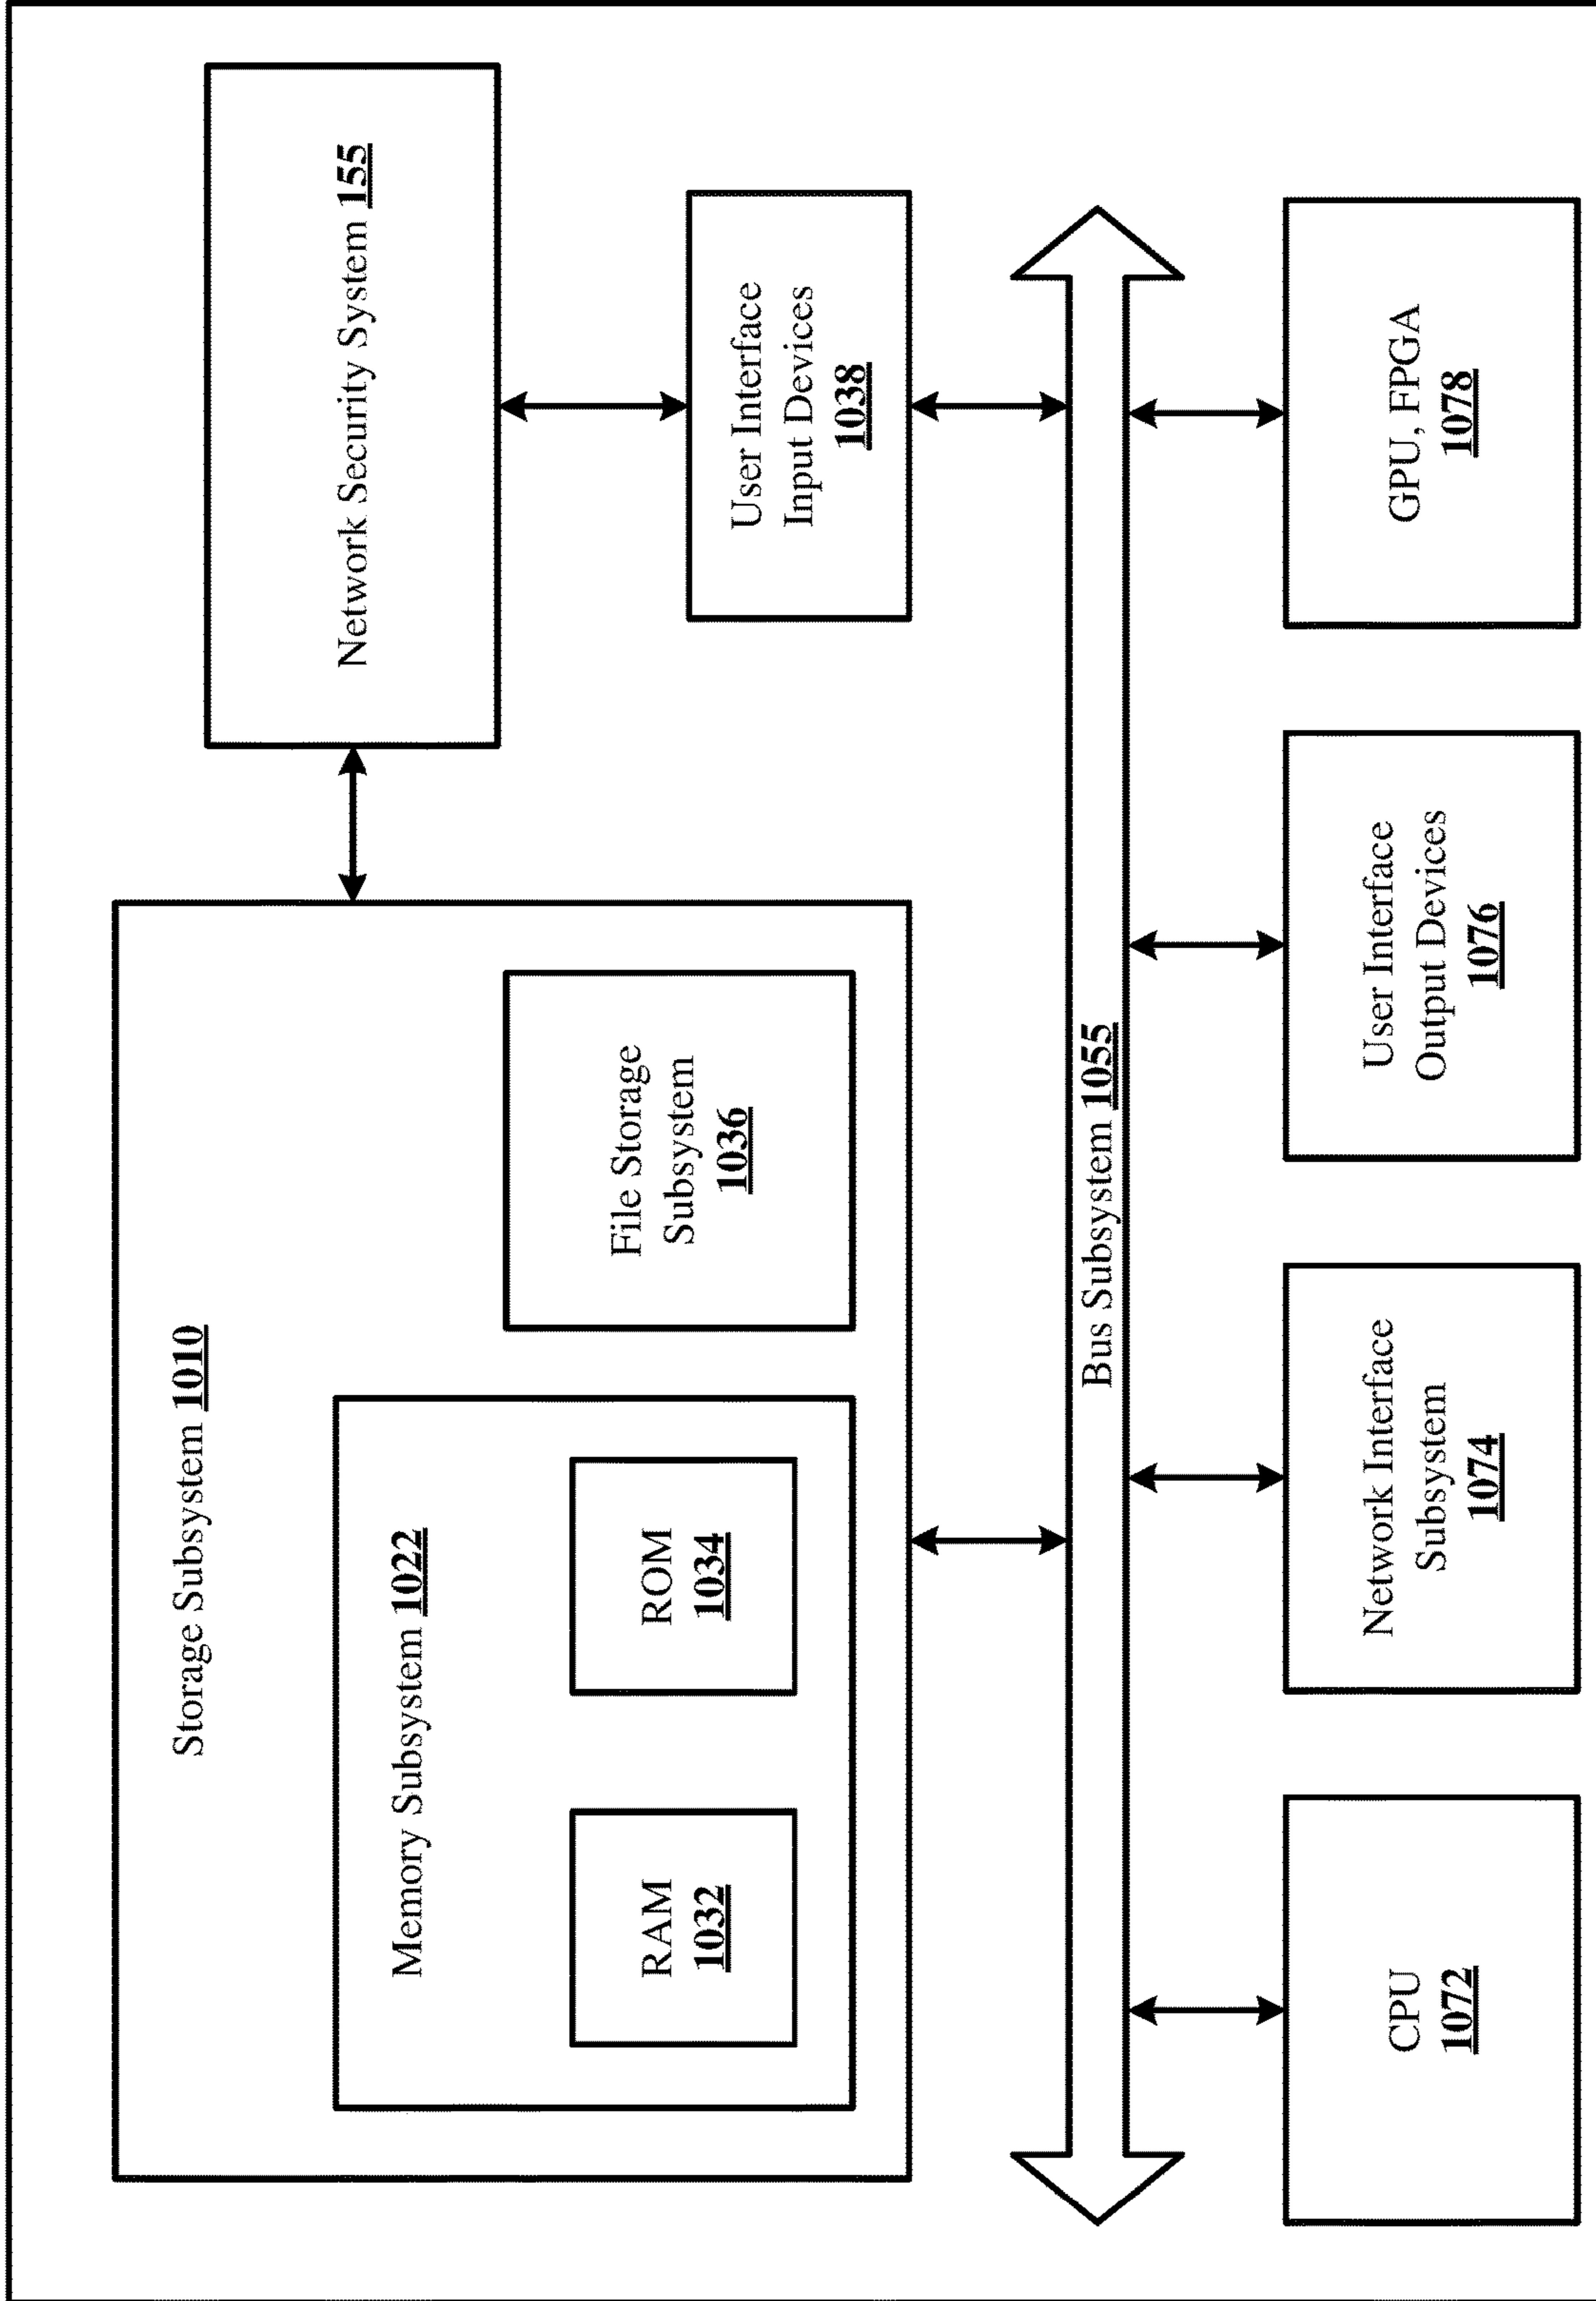 Storage Subsystem 1010
Memory Subsystem 1022
RAM
1032
ROM
1034
File Storage
Subsystem
1036
Network Security System 155
User Interface
Input Devices
1038
Bus Subsystem 1055
CPU
1072
Network Interface
Subsystem
1074
User Interface
Output Devices
1076
GPU, FPGA
1078